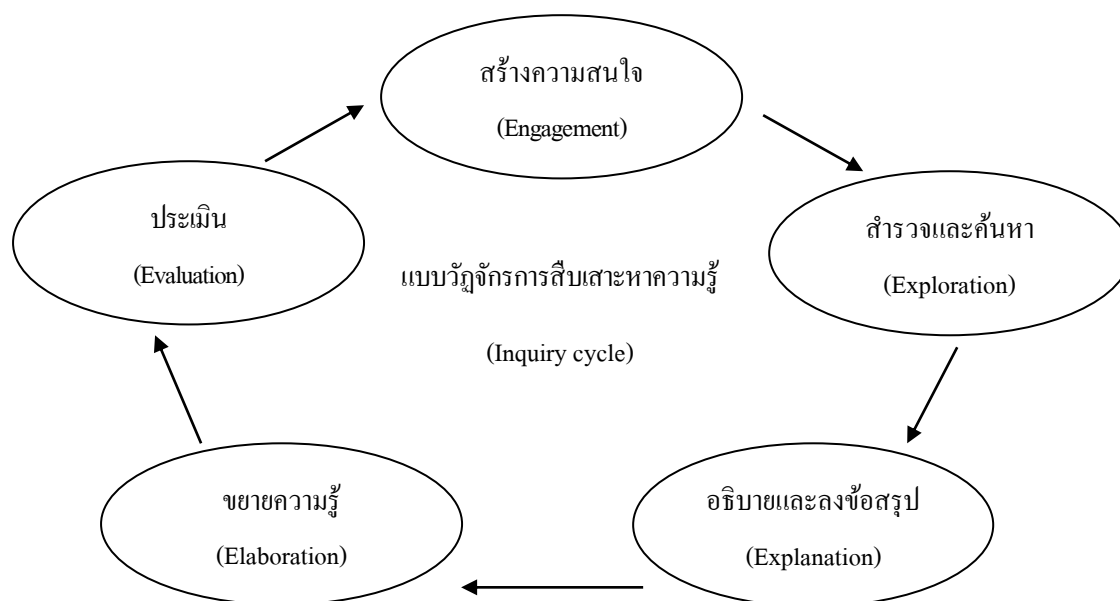 สร้างความสนใจ
(Engagement)
สำรวจและค้นหา
(Exploration)
อธิบายและลงข้อสรุป
(Explanation)
ขยายความรู้
(Elaboration)
ประเมิน
(Evaluation)
แบบวัฏจักรการสืบเสาะหาความรู้
(Inquiry cycle)